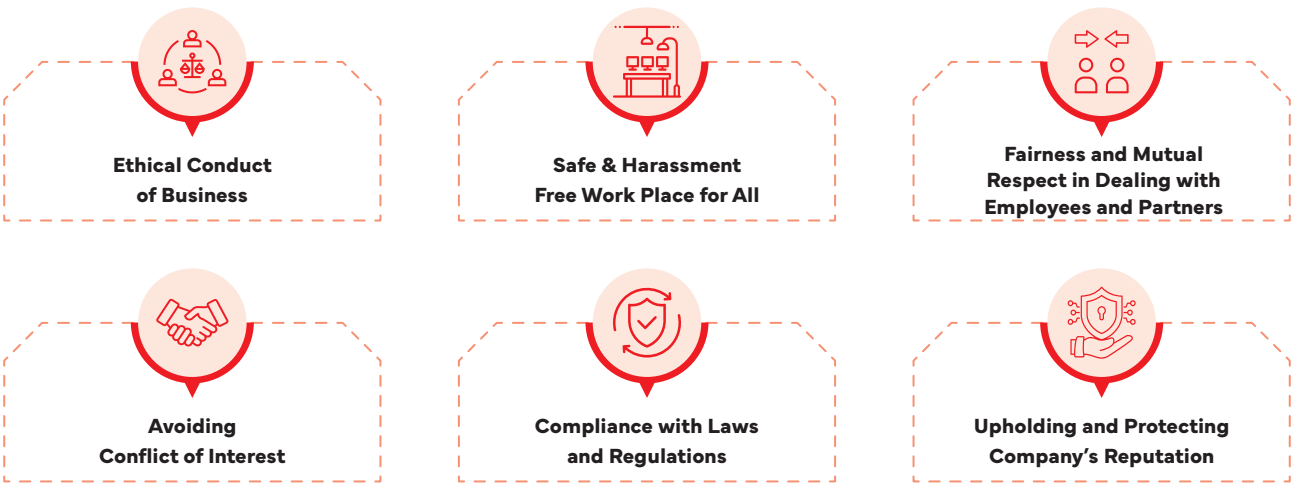 Ethical Conduct
of Business
Safe & Harassment
Free Work Place for All
Fairness and Mutual
Respect in Dealing with
Employees and Partners
Avoiding
Conflict of Interest
Compliance with Laws
and Regulations
Upholding and Protecting
Company’s Reputation